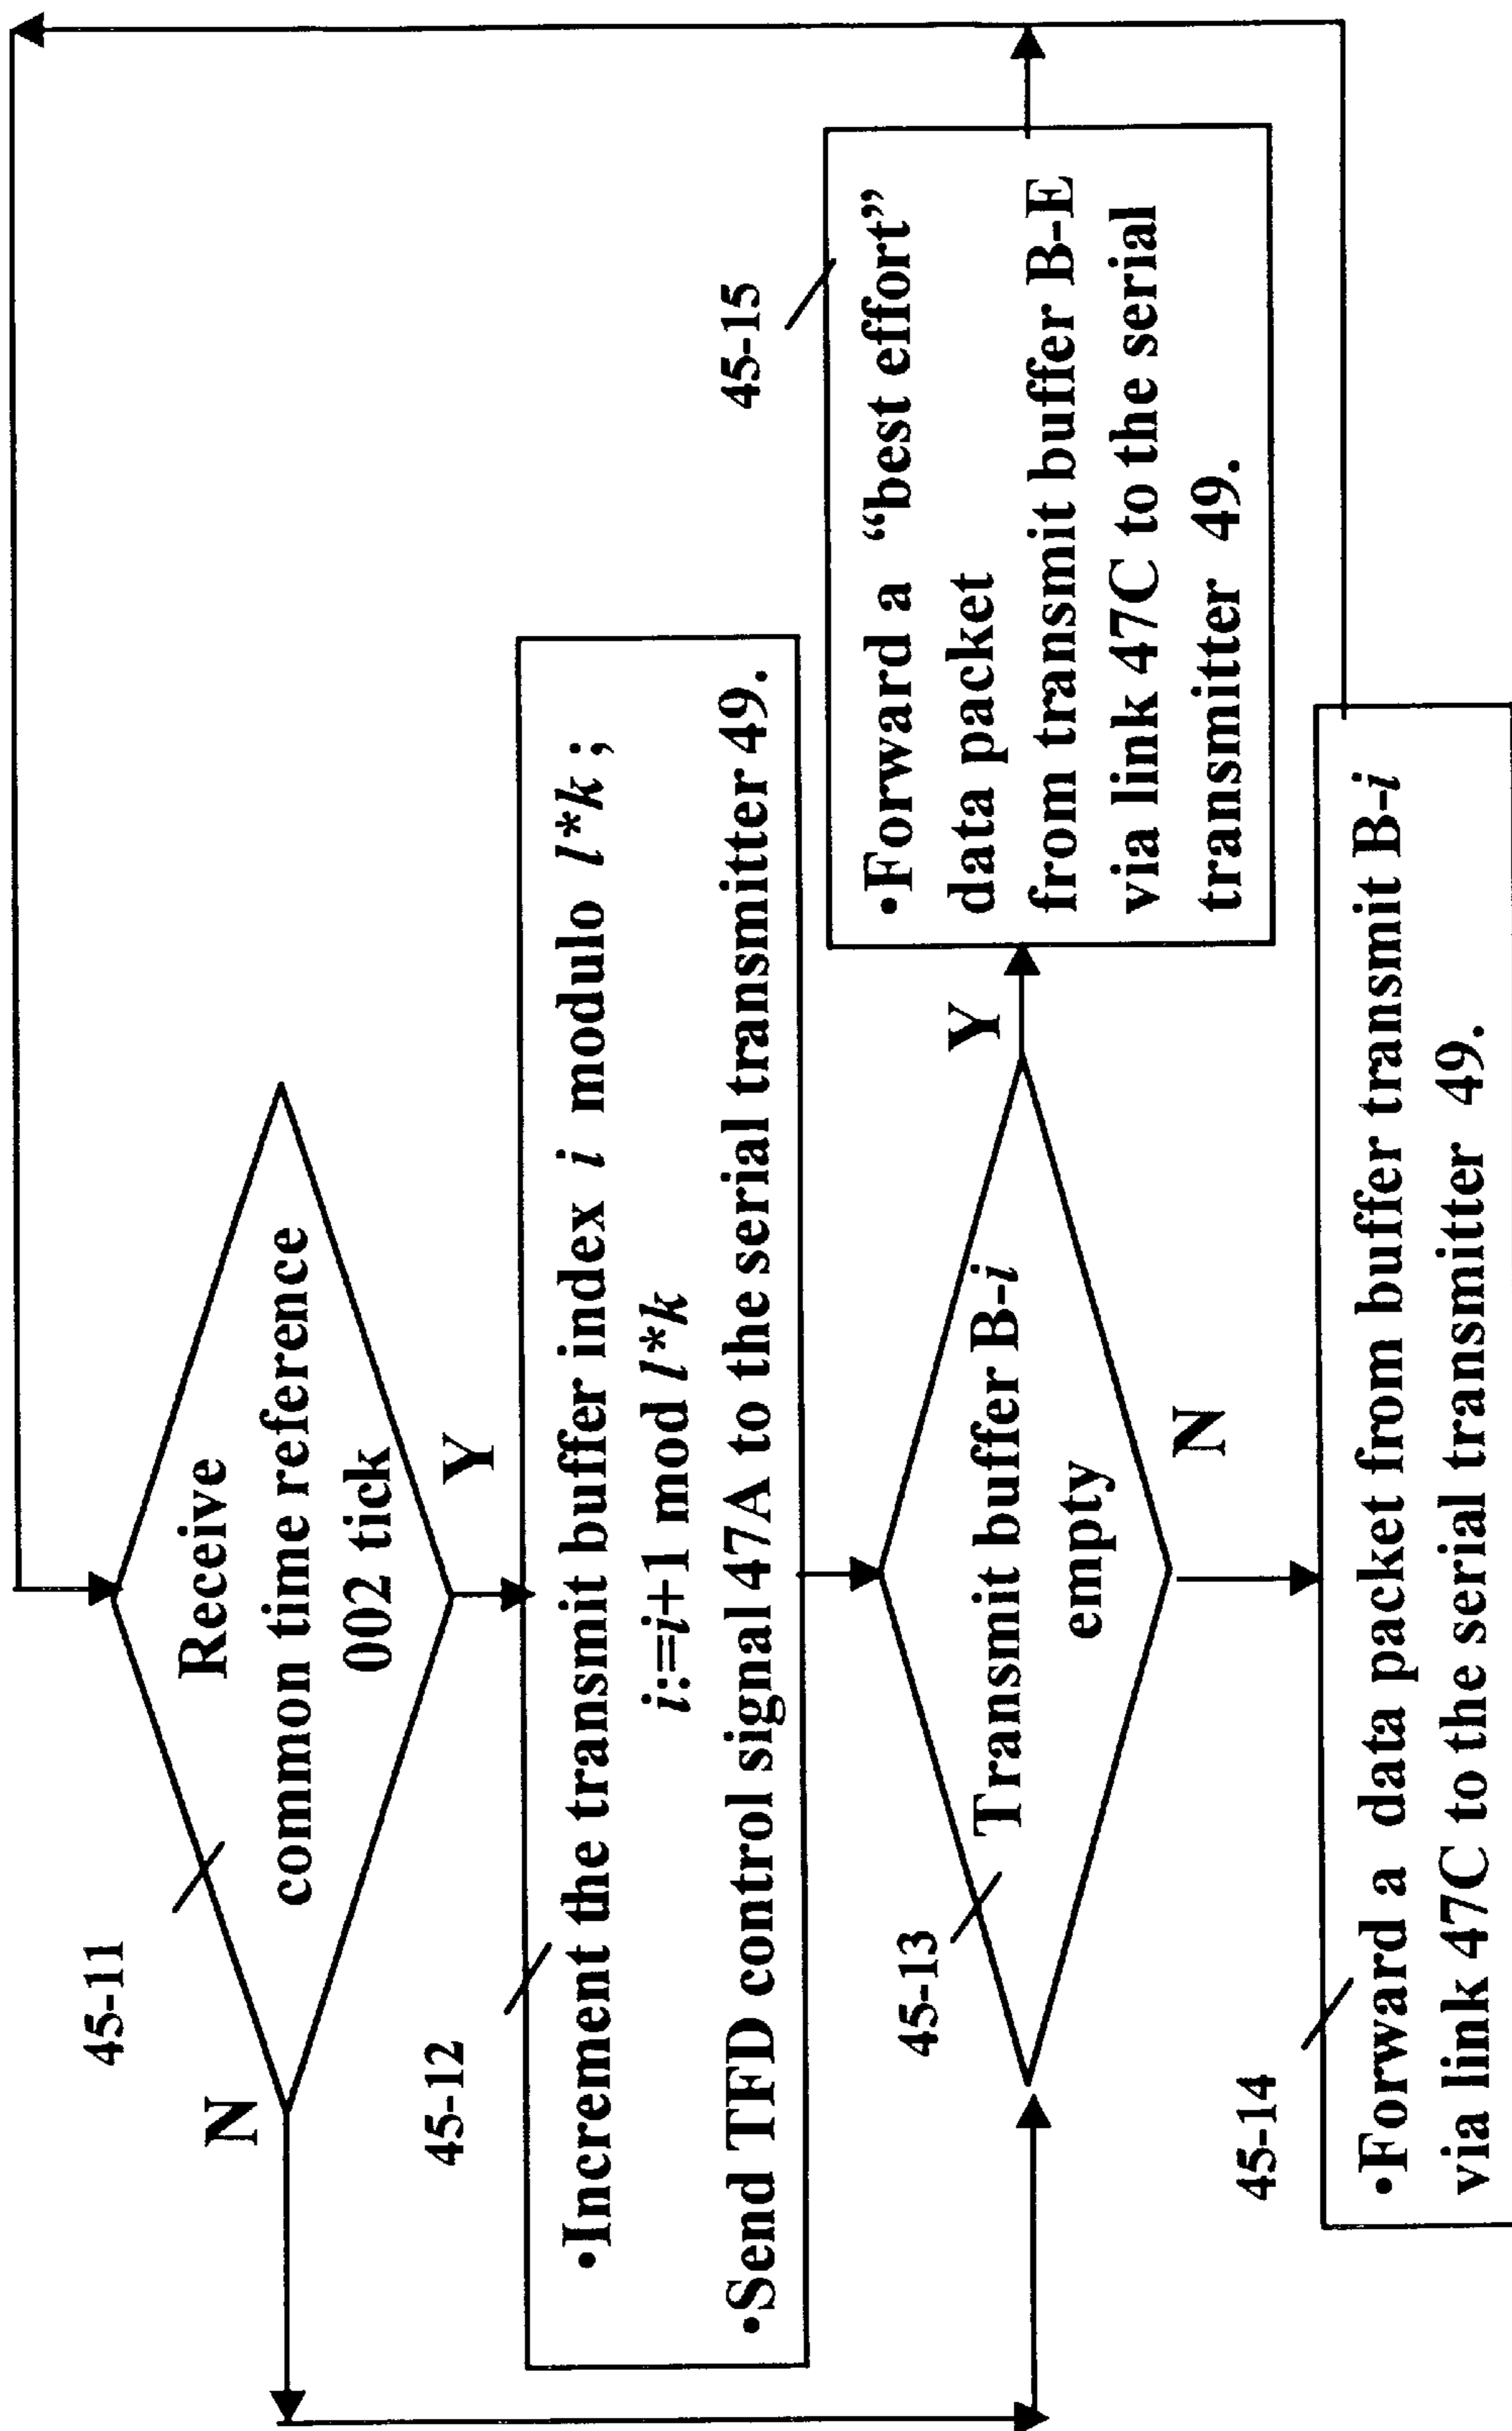 45-11
Receive
common time reference
002 tick
N
Y
45-12
•Increment the transmit buffer index i modulo l*k ;
i:=i+1 mod l*k
•Send TFD control signal 47A to the serial transmitter 49.
45-13
Transmit buffer B-i
empty
Y
N
45-15
•Forward a “best effort”
data packet
from transmit buffer B-E
via link 47C to the serial
transmitter 49.
45-14
•Forward a data packet from buffer transmit B-i
via link 47C to the serial transmitter 49.